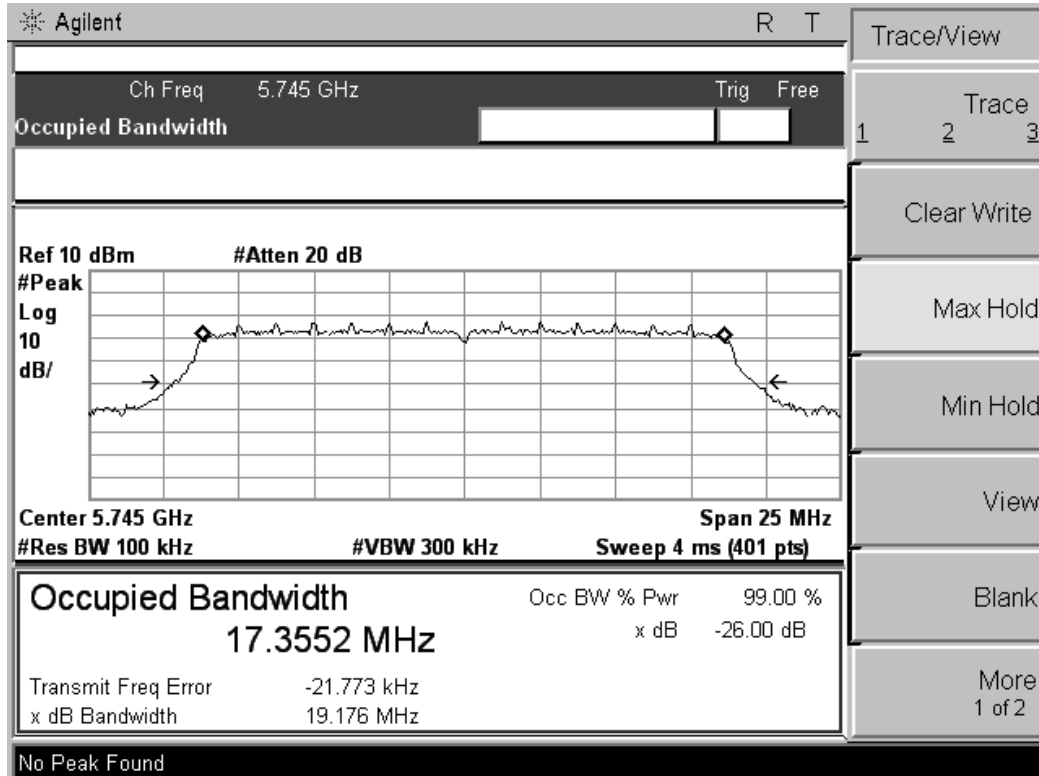 Agilent R T
Ch Freq 5.745 GHz Trig Free
Occupied Bandwidth
Ref 10 dBm #Atten 20 dB
#Peak
Log
10
dB/
Center 5.745 GHz Span 25 MHz
#Res BW 100 kHz #VBW 300 kHz Sweep 4 ms (401 pts)
Occupied Bandwidth
17.3552 MHz
Occ BW % Pwr 99.00 %
x dB -26.00 dB
Transmit Freq Error -21.773 kHz
x dB Bandwidth 19.176 MHz
No Peak Found
Trace/View
Trace
1 2 3
Clear Write
Max Hold
Min Hold
View
Blank
More
1 of 2